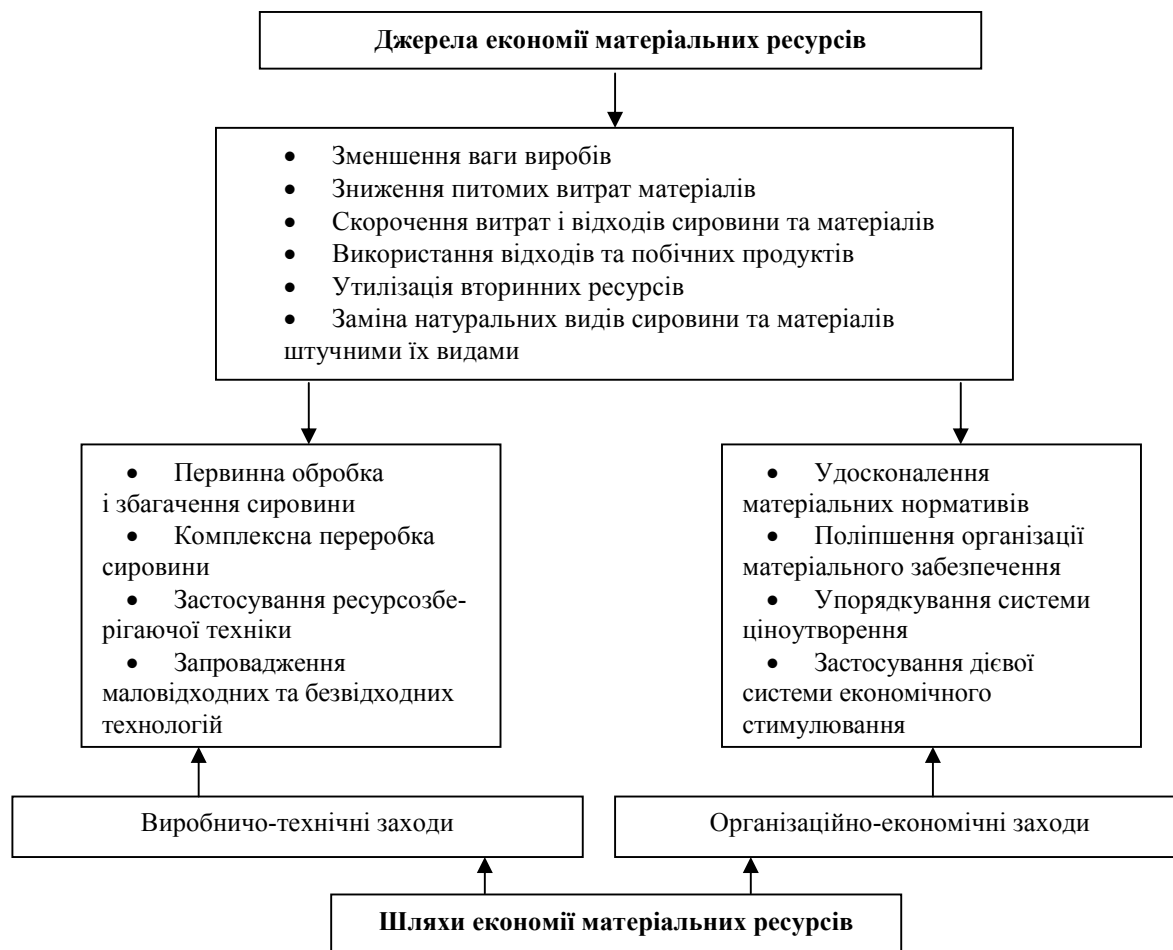 Джерела економії матеріальних ресурсів
• Зменшення ваги виробів
• Зниження питомих витрат матеріалів
• Скорочення витрат і відходів сировини та матеріалів
• Використання відходів та побічних продуктів
• Утилізація вторинних ресурсів
• Заміна натуральних видів сировини та матеріалів
штучними їх видами
• Первинна обробка
і збагачення сировини
• Комплексна переробка
сировини
• Застосування ресурсозбе-
рігаючої техніки
• Запровадження
маловідходних та безвідходних
технологій
• Удосконалення
матеріальних нормативів
• Поліпшення організації
матеріального забезпечення
• Упорядкування системи
ціноутворення
• Застосування дієвої
системи економічного
стимулювання
Виробничо-технічні заходи
Організаційно-економічні заходи
Шляхи економії матеріальних ресурсів